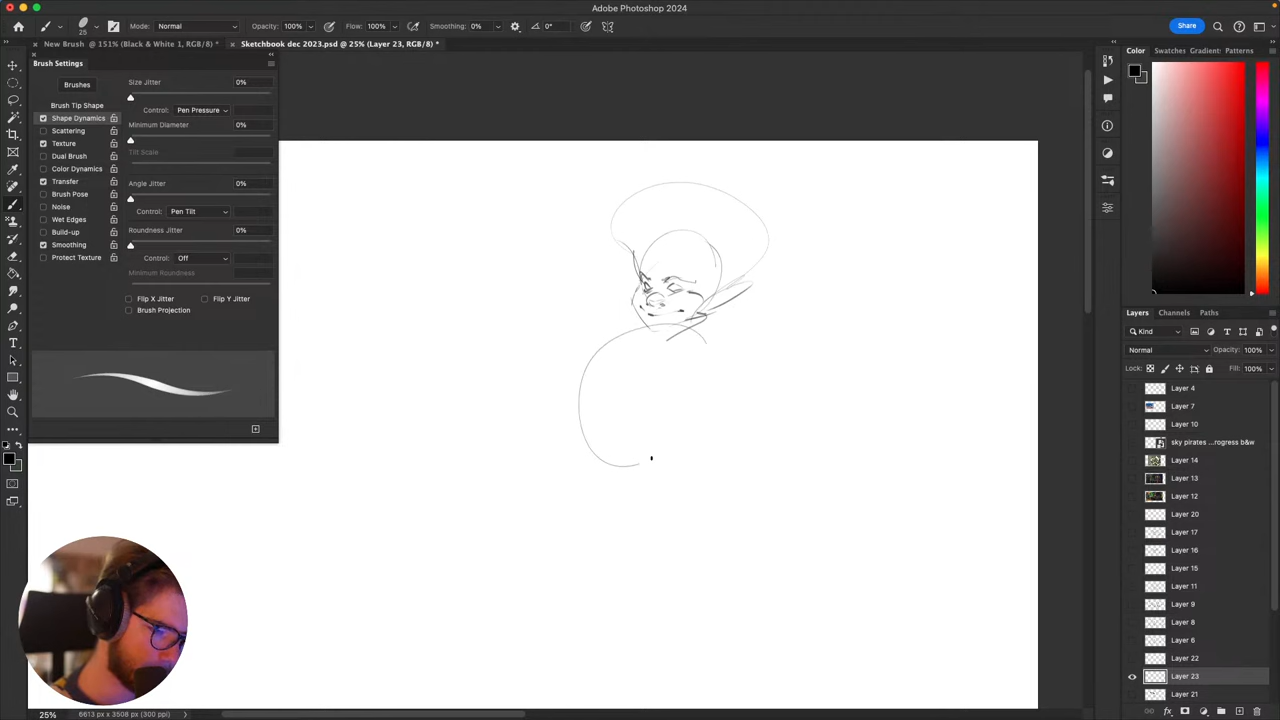 Adobe Photoshop 2024
25
Mode: Normal
Opacity: 100%
Flow: 100%
Smoothing: 0%
0°
Share
New Brush @ 151% (Black & White 1, RGB/8) *
Sketchbook dec 2023.psd @ 25% (Layer 23, RGB/8) *
Brush Settings
Brushes
Brush Tip Shape
Shape Dynamics
Scattering
Texture
Dual Brush
Color Dynamics
Transfer
Brush Pose
Noise
Wet Edges
Build-up
Smoothing
Protect Texture
Size Jitter 0%
Control: Pen Pressure
Minimum Diameter 0%
Tilt Scale
Angle Jitter 0%
Control: Pen Tilt
Roundness Jitter 0%
Control: Off
Minimum Roundness
Flip X Jitter
Flip Y Jitter
Brush Projection
Color Swatches Gradient: Patterns
Layers Channels Paths
Kind
Normal
Opacity: 100%
Lock:
Fill: 100%
Layer 4
Layer 7
Layer 10
sky pirates ...rogress b&w
Layer 14
Layer 13
Layer 12
Layer 20
Layer 17
Layer 16
Layer 15
Layer 11
Layer 9
Layer 8
Layer 6
Layer 22
Layer 23
Layer 21
25%
6613 px x 3508 px (300 ppi)